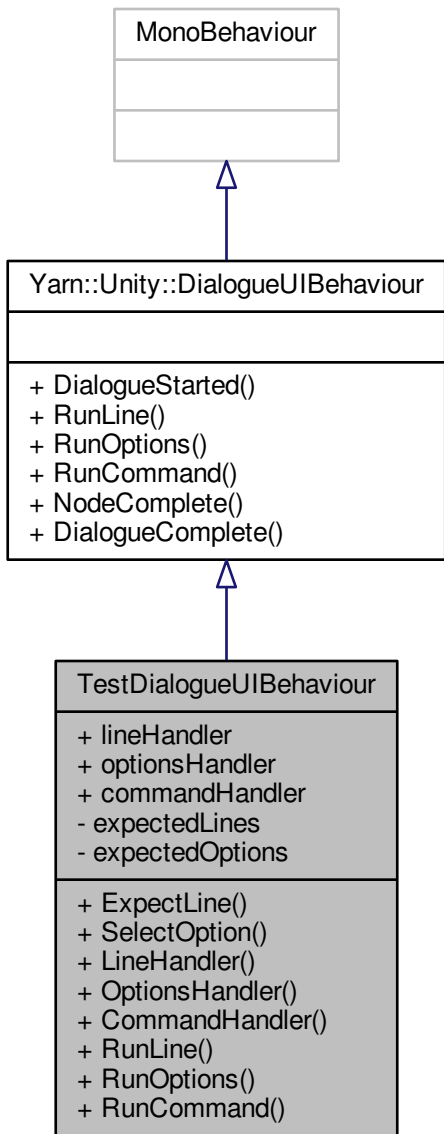 MonoBehaviour
Yarn::Unity::DialogueUIBehaviour
+ DialogueStarted()
+ RunLine()
+ RunOptions()
+ RunCommand()
+ NodeComplete()
+ DialogueComplete()
TestDialogueUIBehaviour
+ lineHandler
+ optionsHandler
+ commandHandler
- expectedLines
- expectedOptions
+ ExpectLine()
+ SelectOption()
+ LineHandler()
+ OptionsHandler()
+ CommandHandler()
+ RunLine()
+ RunOptions()
+ RunCommand()